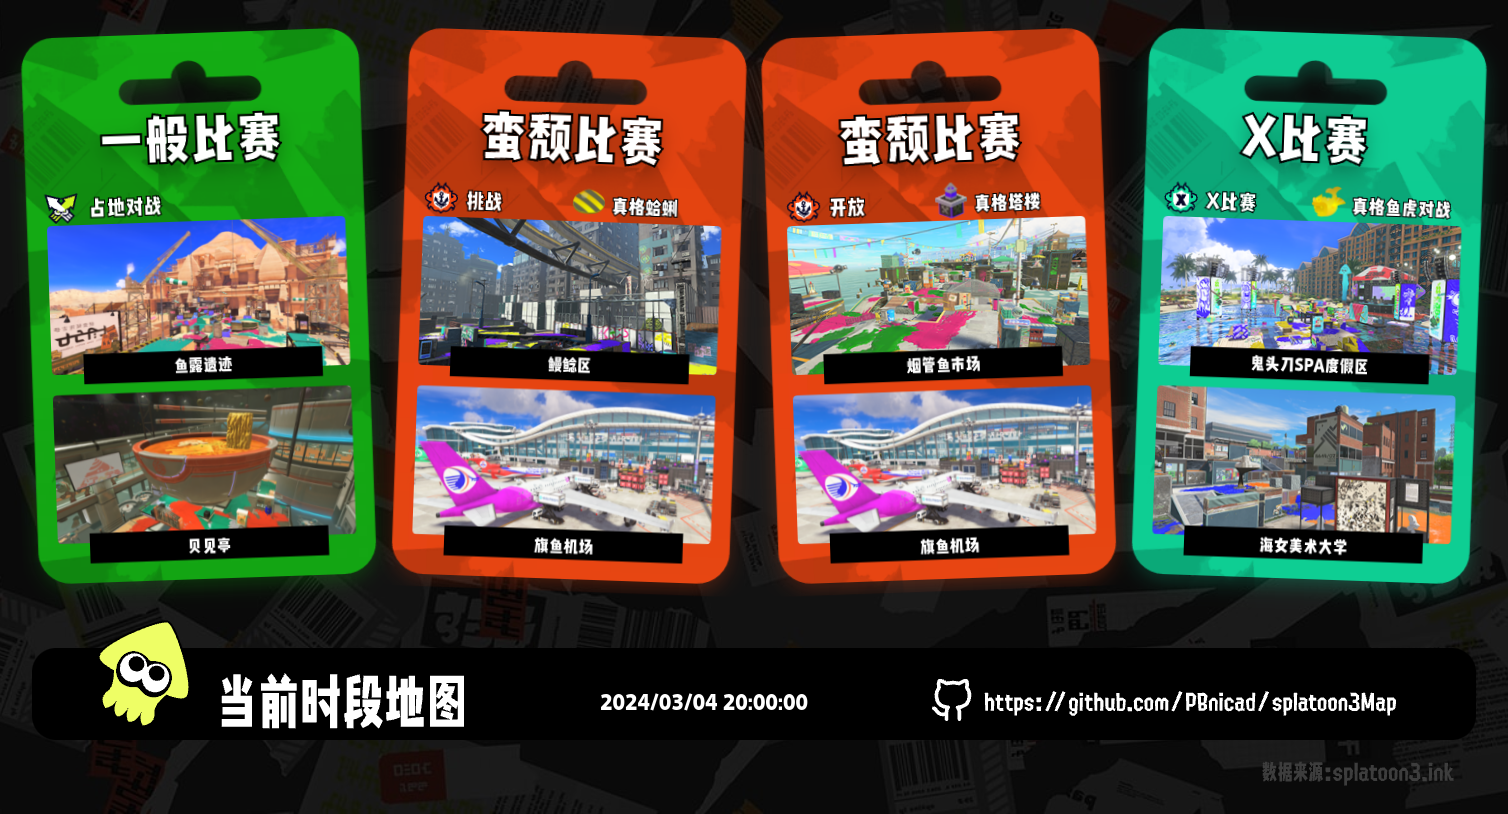 一般比赛
占地对战
鱼露遗迹
贝见亭
蛮颓比赛
挑战
真格蛤蜊
鳗鲶区
旗鱼机场
蛮颓比赛
开放
真格塔楼
烟管鱼市场
旗鱼机场
X比赛
X比赛
真格鱼虎对战
鬼头刀SPA度假区
海女美术大学
当前时段地图
2024/03/04 20:00:00
https://github.com/PBnicad/splatoon3Map
数据来源:splatoon3.ink